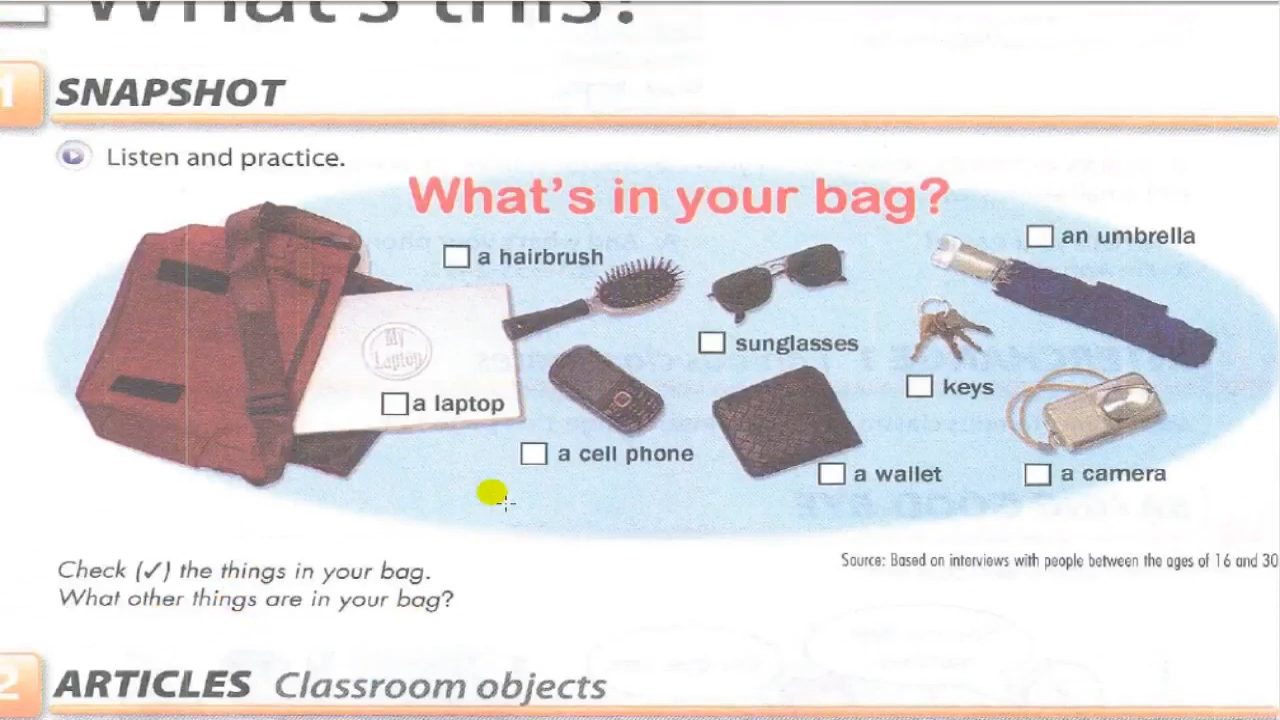 What's this?
1 SNAPSHOT
Listen and practice.
What's in your bag?
an umbrella
a hairbrush
sunglasses
My
Laptop
keys
a laptop
a cell phone
a wallet
a camera
Source: Based on interviews with people between the ages of 16 and 30
Check (✓) the things in your bag.
What other things are in your bag?
2 ARTICLES Classroom objects